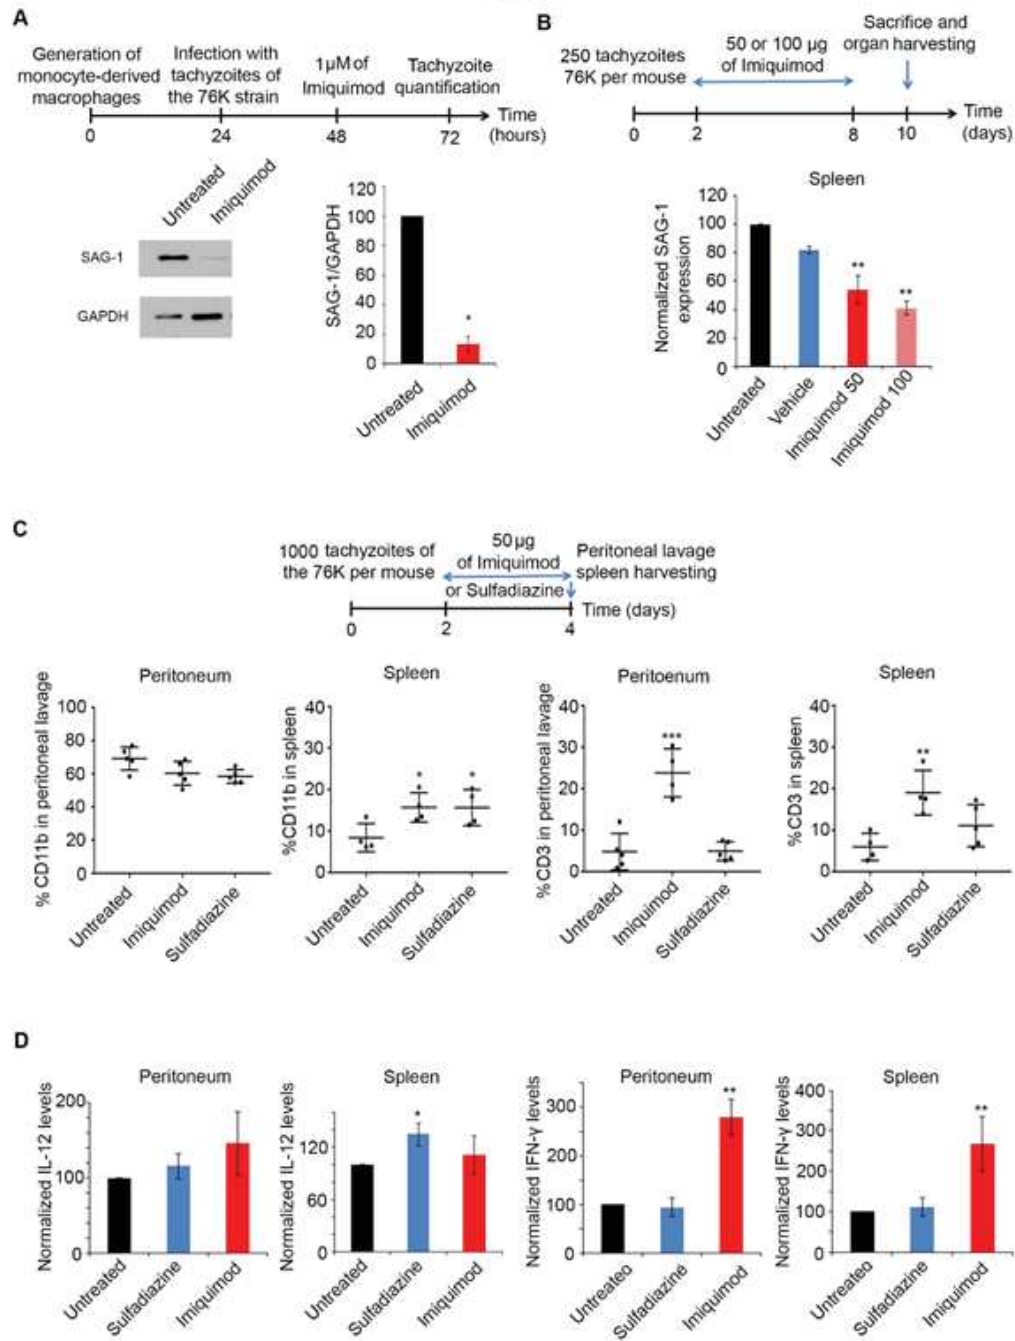 A
Generation of
monocyte-derived
macrophages
Infection with
tachyzoites of
the 76K strain
1µM of
Imiquimod
Tachyzoite
quantification
Time
(hours)
0
24
48
72
Untreated
Imiquimod
SAG-1
GAPDH
SAG-1/GAPDH
120
100
80
60
40
20
0
*
Untreated
Imiquimod
B
250 tachyzoites
76K per mouse
50 or 100 µg
of Imiquimod
Sacrifice and
organ harvesting
Time
(days)
0
2
8
10
Spleen
Normalized SAG-1
expression
120
100
80
60
40
20
0
**
**
Untreated
Vehicle
Imiquimod 50
Imiquimod 100
C
1000 tachyzoites of
the 76K per mouse
50 µg
of Imiquimod
or Sulfadiazine
Peritoneal lavage
spleen harvesting
Time (days)
0
2
4
Peritoneum
% CD11b in peritoneal lavage
100
80
60
40
20
0
Untreated
Imiquimod
Sulfadiazine
Spleen
%CD11b in spleen
40
30
20
10
0
*
*
Untreated
Imiquimod
Sulfadiazine
Peritoenum
% CD3 in peritoneal lavage
40
30
20
10
0
***
Untreated
Imiquimod
Sulfadiazine
Spleen
%CD3 in spleen
40
30
20
10
0
**
Untreated
Imiquimod
Sulfadiazine
D
Peritoneum
Normalized IL-12 levels
200
100
0
Untreated
Sulfadiazine
Imiquimod
Spleen
Normalized IL-12 levels
120
60
0
*
Untreated
Sulfadiazine
Imiquimod
Peritoneum
Normalized IFN-γ levels
300
200
100
0
**
Untreateo
Sulfadiazine
Imiquimod
Spleen
Normalized IFN-γ levels
400
300
200
100
0
**
Untreateo
Sulfadiazine
Imiquimod